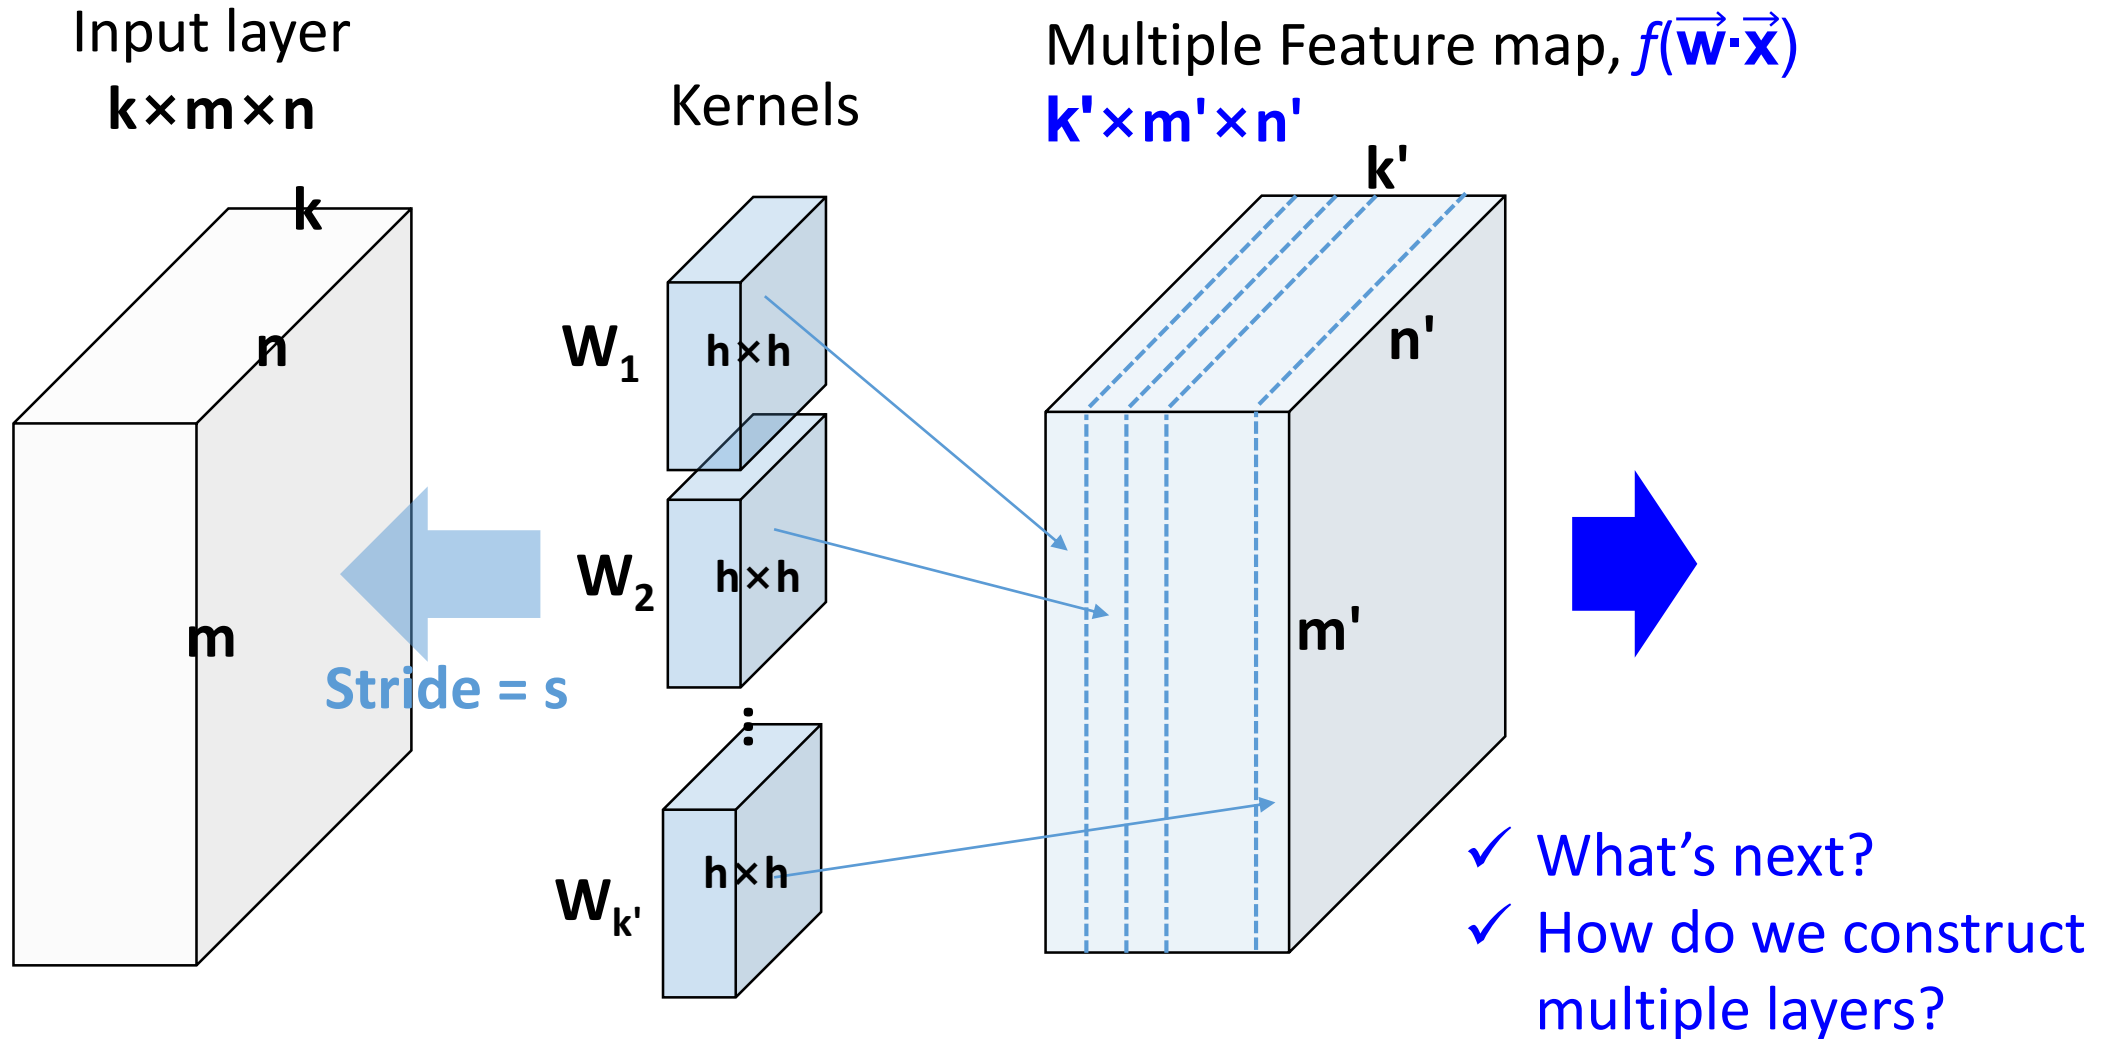 Input layer
k×m×n
k
n
m
Stride = s
Kernels
W₁
h×h
W₂
h×h
⋮
Wₖ'
h×h
Multiple Feature map, f(w⃗·x⃗)
k'×m'×n'
k'
n'
m'
✓ What’s next?
✓ How do we construct
multiple layers?